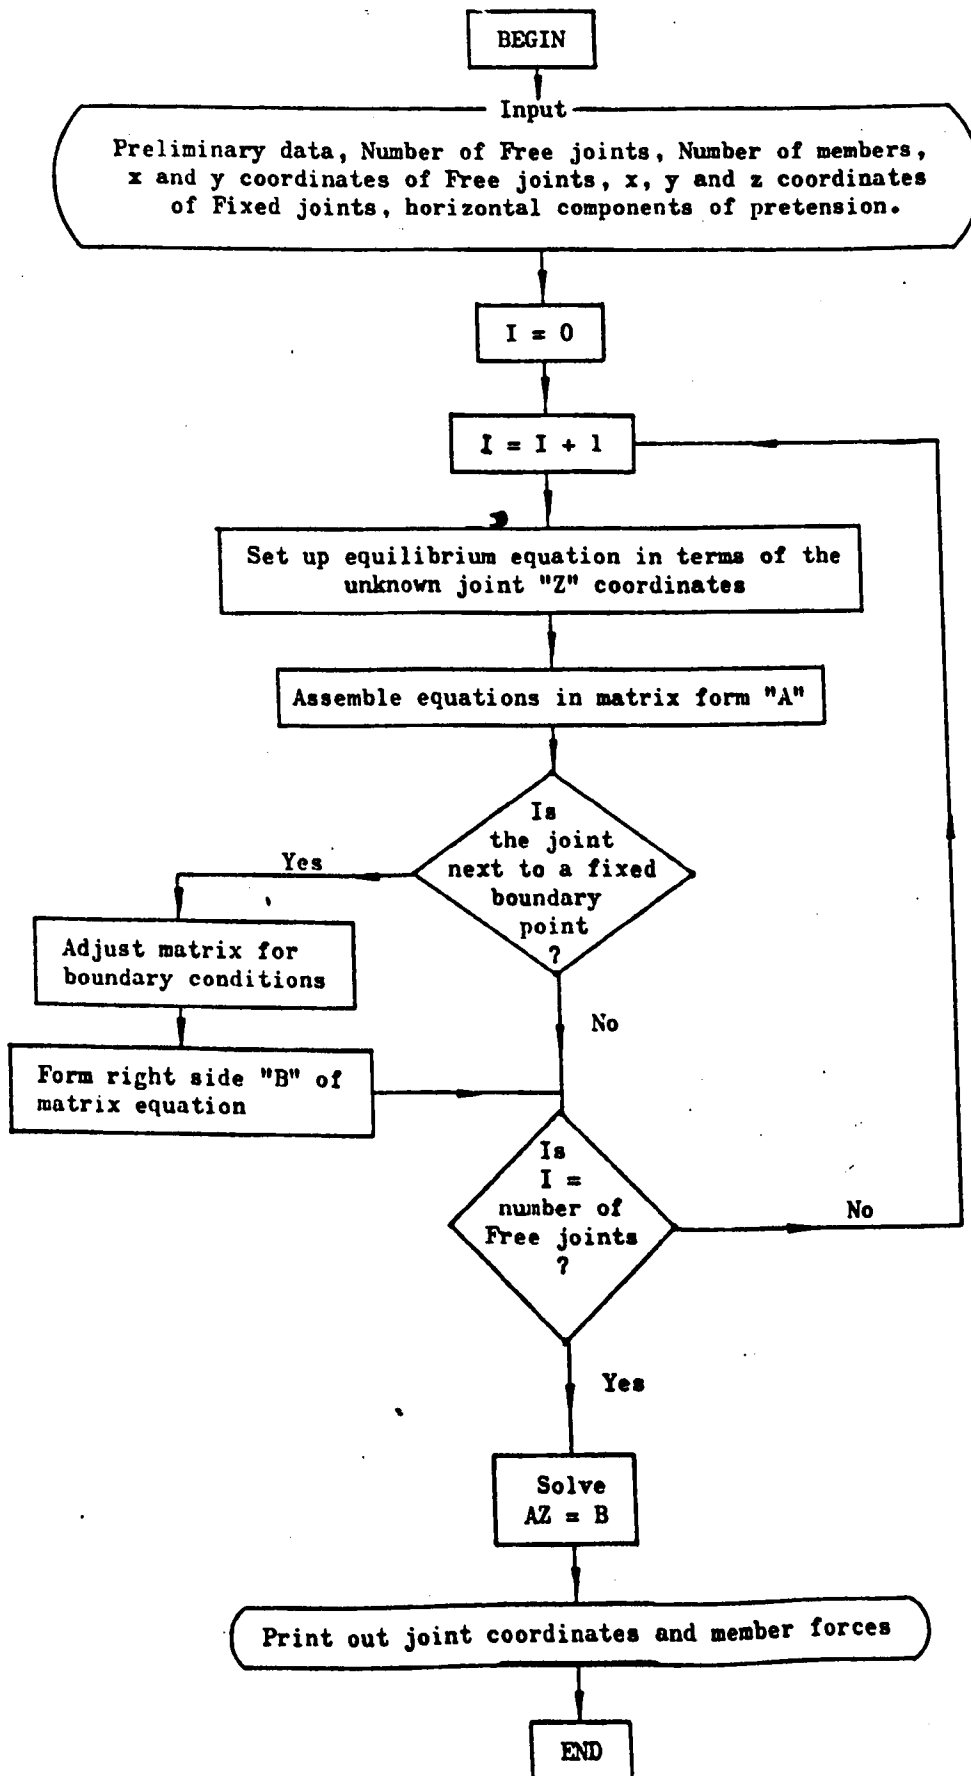 BEGIN
Input
Preliminary data, Number of Free joints, Number of members,
x and y coordinates of Free joints, x, y and z coordinates
of Fixed joints, horizontal components of pretension.
I = 0
I = I + 1
Set up equilibrium equation in terms of the
unknown joint "Z" coordinates
Assemble equations in matrix form "A"
Is
the joint
next to a fixed
boundary
point
?
Yes
Adjust matrix for
boundary conditions
No
Form right side "B" of
matrix equation
Is
I =
number of
Free joints
?
No
Yes
Solve
AZ = B
Print out joint coordinates and member forces
END